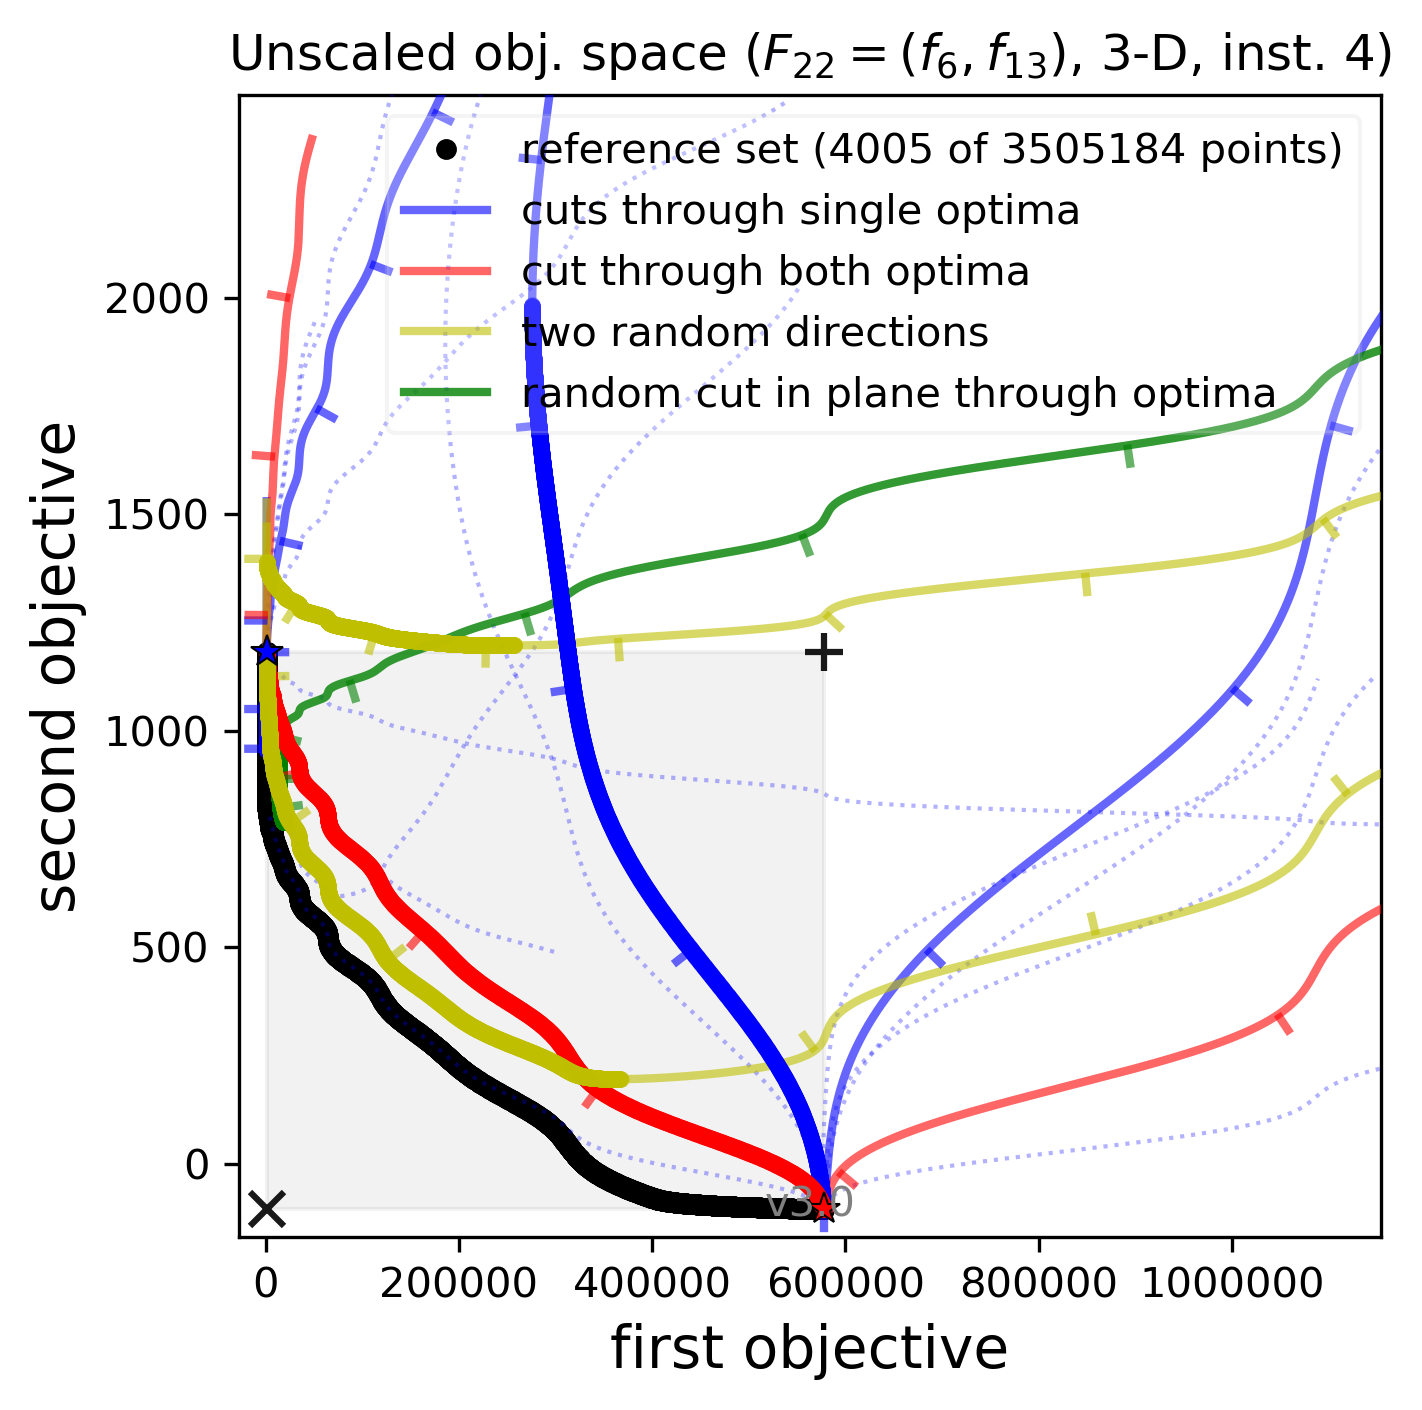 Unscaled obj. space (F₂₂ = (f₆, f₁₃), 3-D, inst. 4)
reference set (4005 of 3505184 points)
cuts through single optima
cut through both optima
two random directions
random cut in plane through optima
second objective
2000
1500
1000
500
0
v3.0
0 200000 400000 600000 800000 1000000
first objective